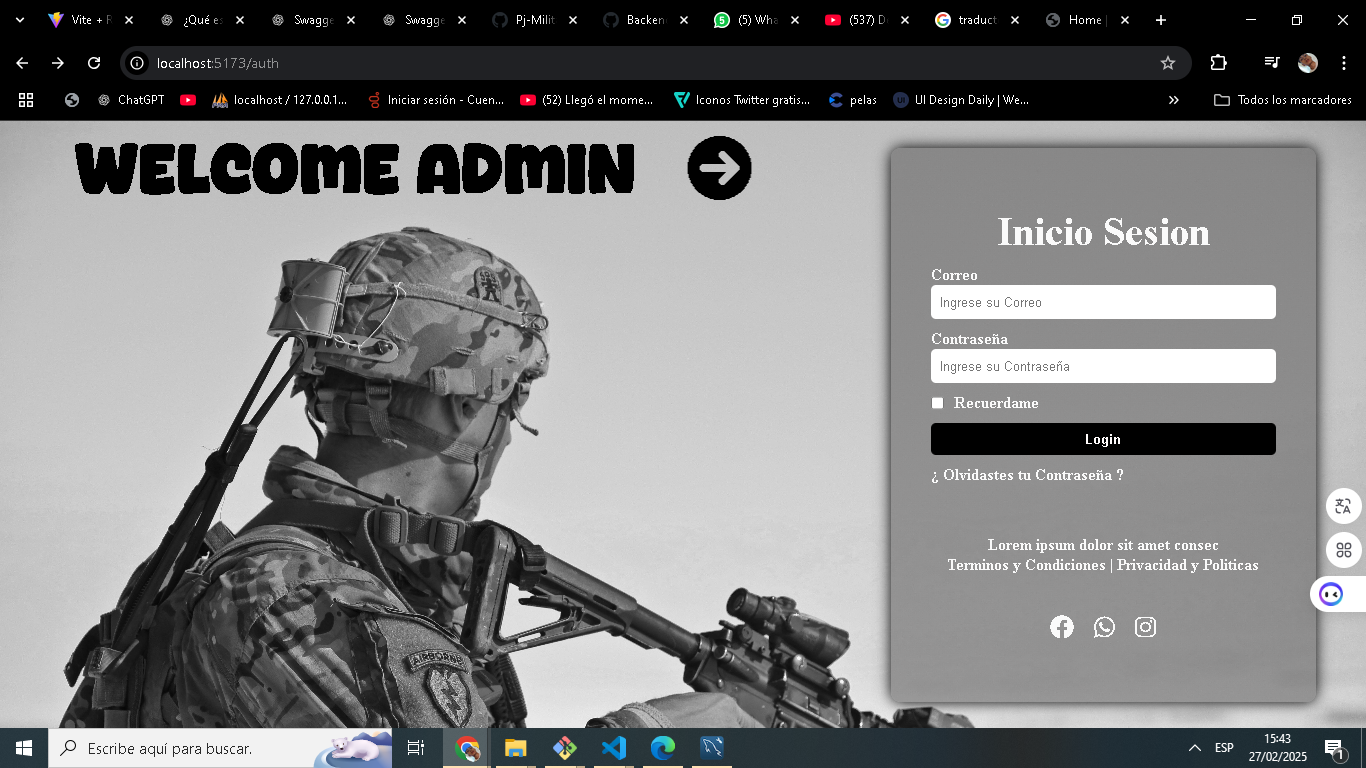 Vite + R
¿Qué es
Swagge
Swagge
Pj-Milit
Backen
(5) Wha
(537) D
traduct
Home |
localhost:5173/auth
ChatGPT
localhost / 127.0.0.1...
Iniciar sesión - Cuen...
(52) Llegó el mome...
Iconos Twitter gratis...
pelas
UI Design Daily | We...
Todos los marcadores
WELCOME ADMIN
Inicio Sesion
Correo
Ingrese su Correo
Contraseña
Ingrese su Contraseña
Recuerdame
Login
¿ Olvidastes tu Contraseña ?
Lorem ipsum dolor sit amet consec
Terminos y Condiciones | Privacidad y Politicas
AIRBORNE
Escribe aquí para buscar.
ESP
15:43
27/02/2025
1